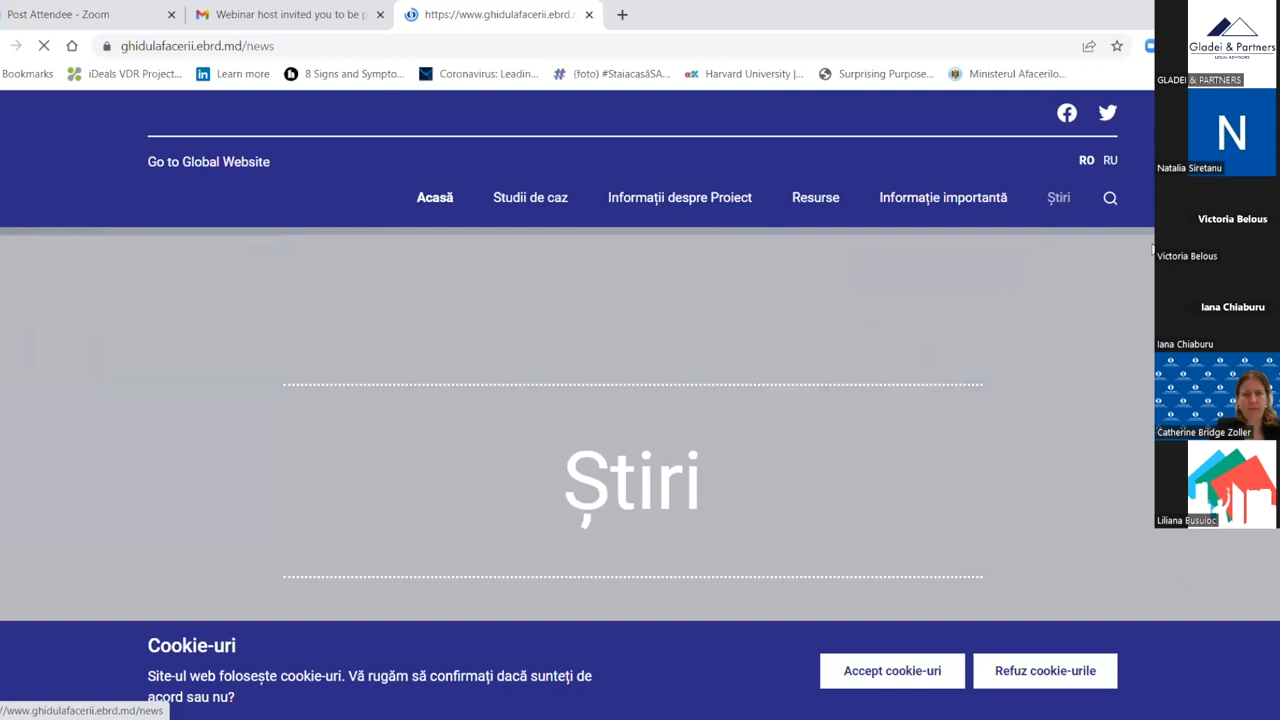 Post Attendee - Zoom
Webinar host invited you to be p
https://www.ghidulafacerii.ebrd.m
ghidulafacerii.ebrd.md/news
Bookmarks
iDeals VDR Project...
Learn more
8 Signs and Sympto...
Coronavirus: Leadin...
(foto) #StaiacasăSA...
Harvard University |...
Surprising Purpose...
Ministerul Afacerilo...
Go to Global Website
RO RU
Acasă
Studii de caz
Informații despre Proiect
Resurse
Informație importantă
Știri
Știri
Cookie-uri
Site-ul web folosește cookie-uri. Vă rugăm să confirmați dacă sunteți de
acord sau nu?
Accept cookie-uri
Refuz cookie-urile
//www.ghidulafacerii.ebrd.md/news
Gladei & Partners
LEGAL ADVISORS
GLADEI & PARTNERS
N
Natalia Siretanu
Victoria Belous
Victoria Belous
Iana Chiaburu
Iana Chiaburu
Catherine Bridge Zoller
Liliana Busuioc